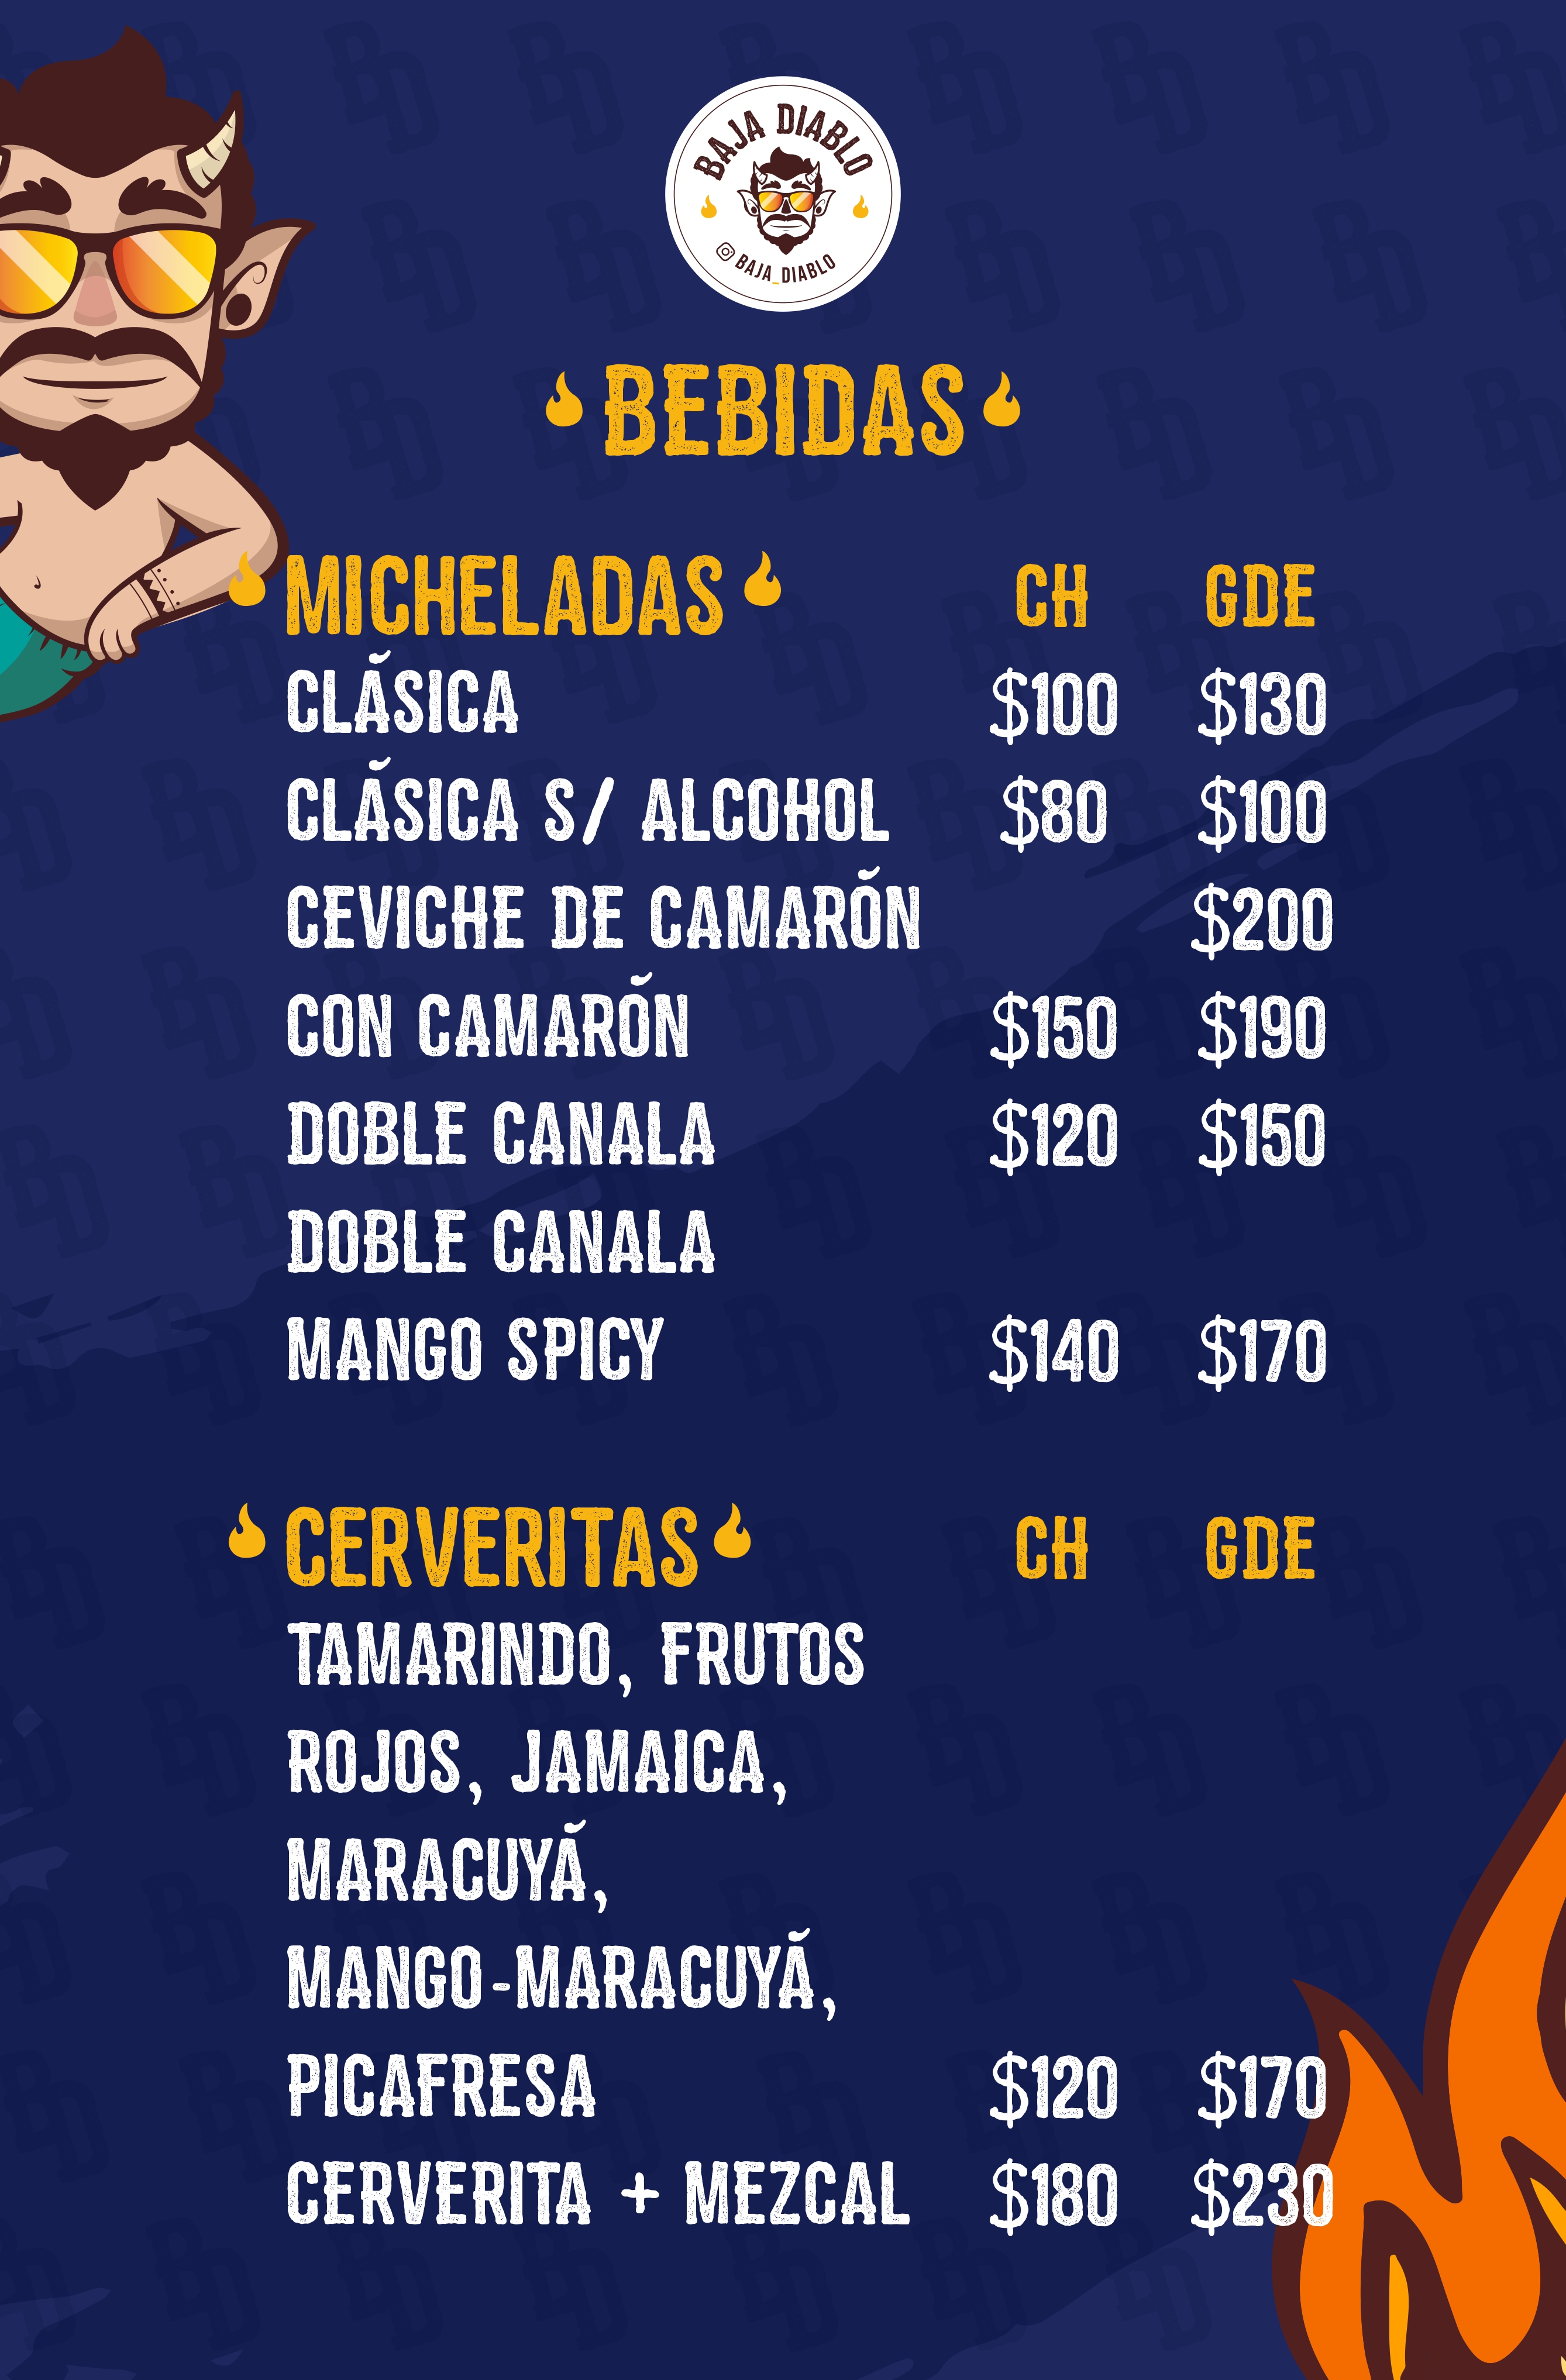 BAJA DIABLO
BAJA_DIABLO
BEBIDAS
MICHELADAS CH GDE
CLÁSICA $100 $130
CLÁSICA S/ ALCOHOL $80 $100
CEVICHE DE CAMARÓN $200
CON CAMARÓN $150 $190
DOBLE CANALA $120 $150
DOBLE CANALA
MANGO SPICY $140 $170
CERVERITAS CH GDE
TAMARINDO, FRUTOS
ROJOS, JAMAICA,
MARACUYÁ,
MANGO-MARACUYÁ,
PICAFRESA $120 $170
CERVERITA + MEZCAL $180 $230